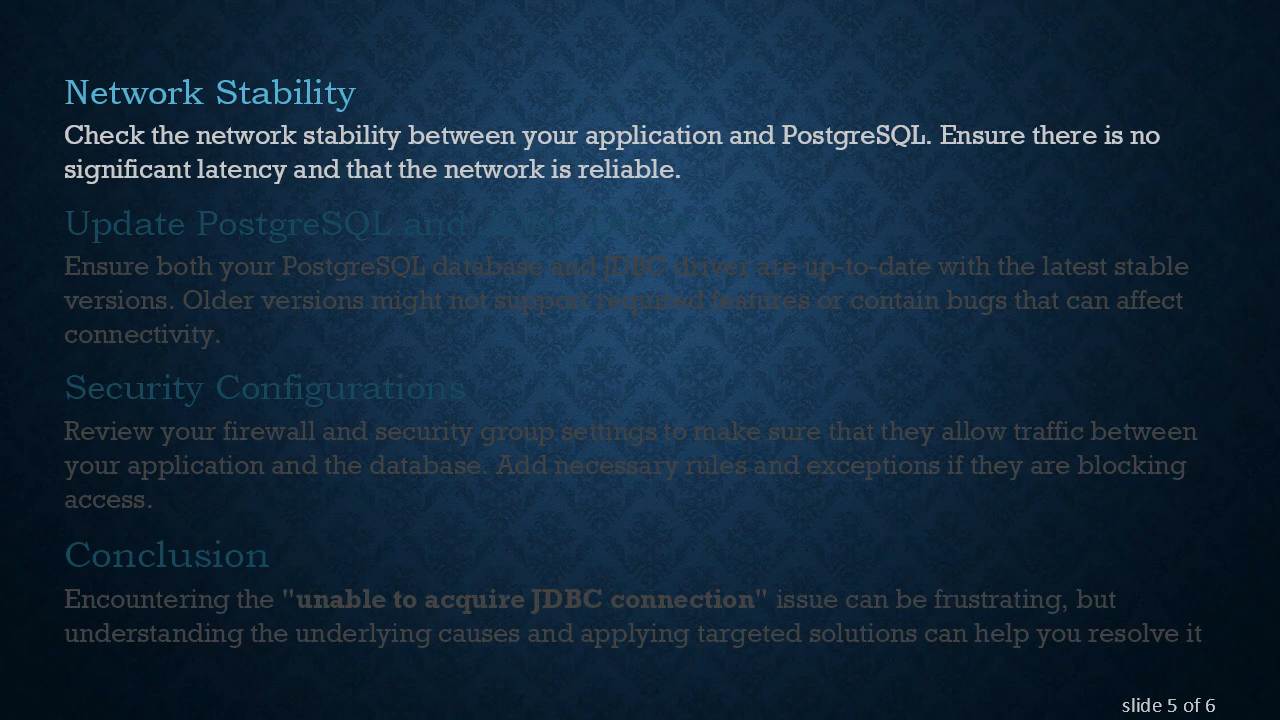 Network Stability
Check the network stability between your application and PostgreSQL. Ensure there is no
significant latency and that the network is reliable.
Update PostgreSQL and JDBC Driver
Ensure both your PostgreSQL database and JDBC driver are up-to-date with the latest stable
versions. Older versions might not support required features or contain bugs that can affect
connectivity.
Security Configurations
Review your firewall and security group settings to make sure that they allow traffic between
your application and the database. Add necessary rules and exceptions if they are blocking
access.
Conclusion
Encountering the "unable to acquire JDBC connection" issue can be frustrating, but
understanding the underlying causes and applying targeted solutions can help you resolve it
slide 5 of 6